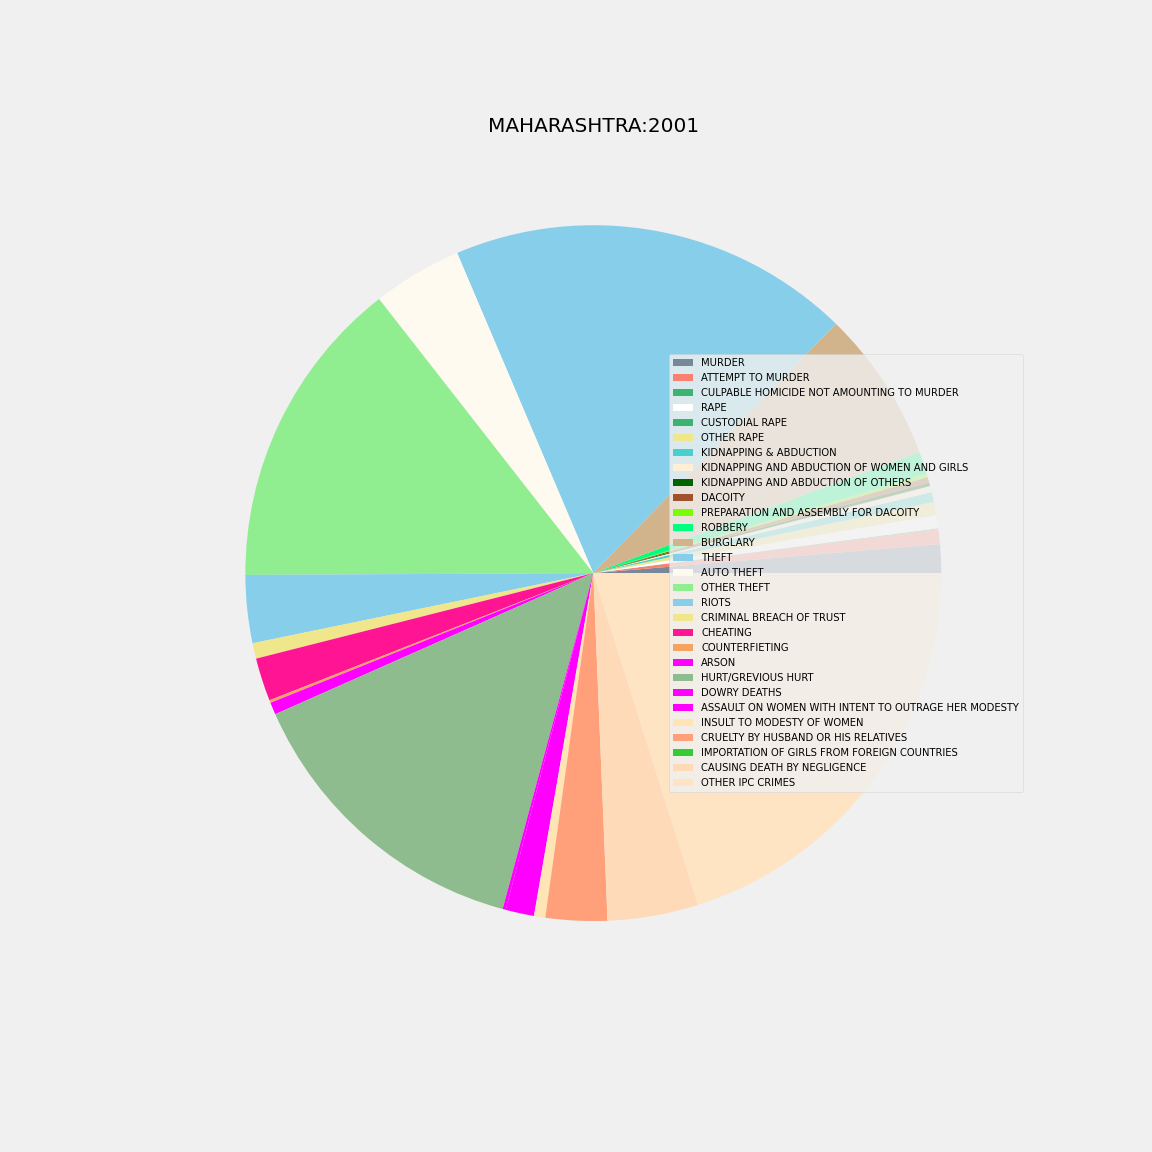 MAHARASHTRA:2001
MURDER
ATTEMPT TO MURDER
CULPABLE HOMICIDE NOT AMOUNTING TO MURDER
RAPE
CUSTODIAL RAPE
OTHER RAPE
KIDNAPPING & ABDUCTION
KIDNAPPING AND ABDUCTION OF WOMEN AND GIRLS
KIDNAPPING AND ABDUCTION OF OTHERS
DACOITY
PREPARATION AND ASSEMBLY FOR DACOITY
ROBBERY
BURGLARY
THEFT
AUTO THEFT
OTHER THEFT
RIOTS
CRIMINAL BREACH OF TRUST
CHEATING
COUNTERFIETING
ARSON
HURT/GREVIOUS HURT
DOWRY DEATHS
ASSAULT ON WOMEN WITH INTENT TO OUTRAGE HER MODESTY
INSULT TO MODESTY OF WOMEN
CRUELTY BY HUSBAND OR HIS RELATIVES
IMPORTATION OF GIRLS FROM FOREIGN COUNTRIES
CAUSING DEATH BY NEGLIGENCE
OTHER IPC CRIMES